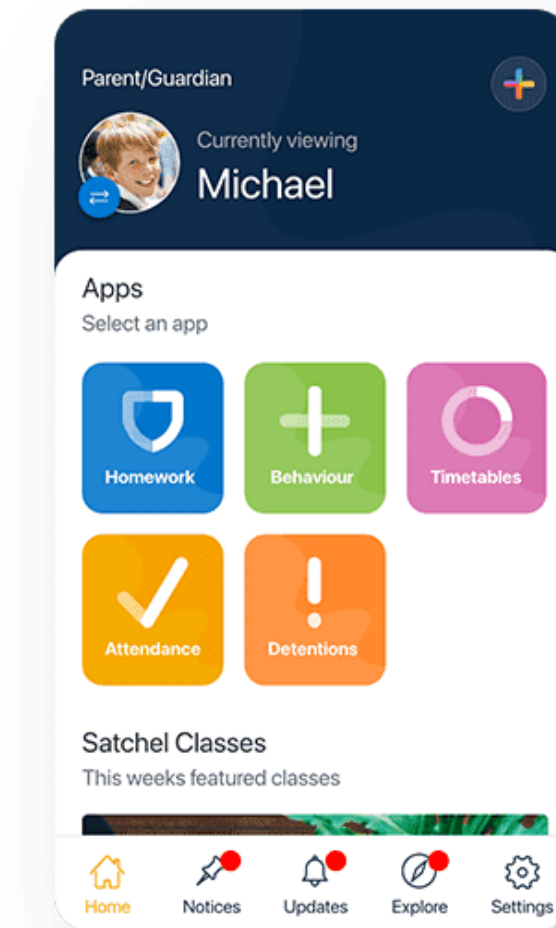 Parent/Guardian
Currently viewing
Michael
Apps
Select an app
Homework Behaviour Timetables
Attendance Detentions
Satchel Classes
This weeks featured classes
Home Notices Updates Explore Settings